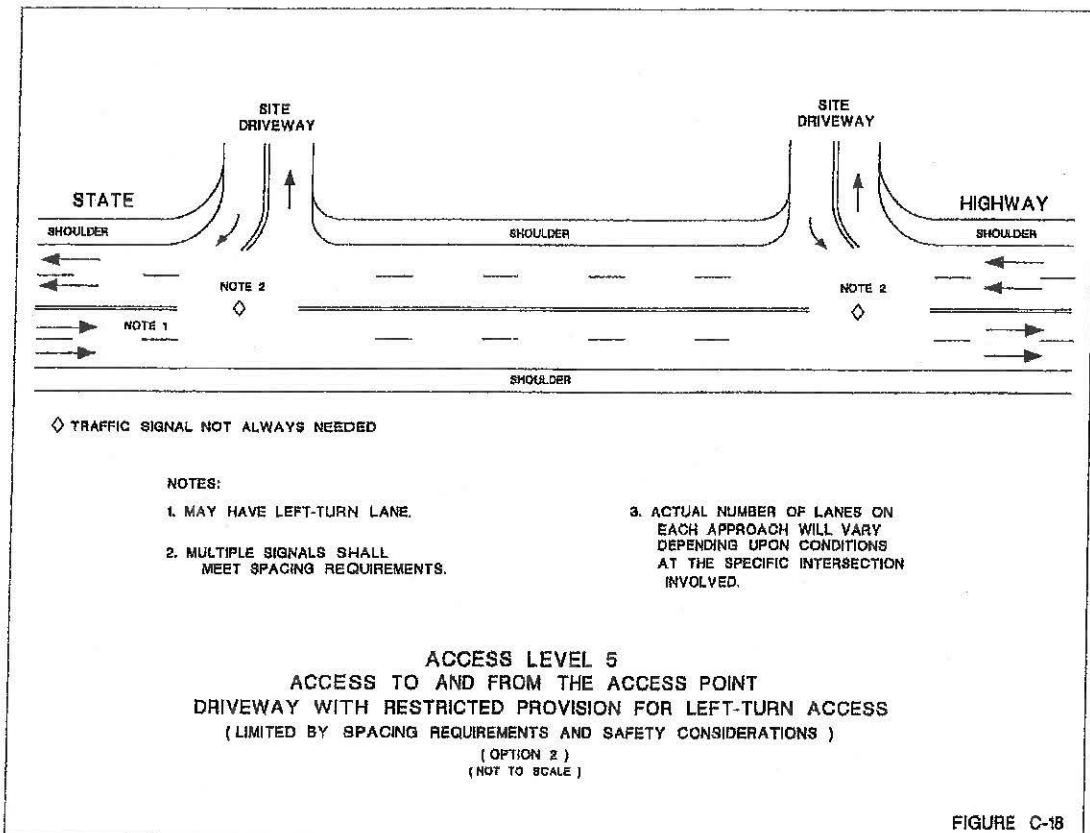 SITE
DRIVEWAY
SITE
DRIVEWAY
STATE
HIGHWAY
SHOULDER
SHOULDER
SHOULDER
NOTE 2
NOTE 2
NOTE 1
SHOULDER
◇ TRAFFIC SIGNAL NOT ALWAYS NEEDED
NOTES:
1. MAY HAVE LEFT-TURN LANE.
2. MULTIPLE SIGNALS SHALL
MEET SPACING REQUIREMENTS.
3. ACTUAL NUMBER OF LANES ON
EACH APPROACH WILL VARY
DEPENDING UPON CONDITIONS
AT THE SPECIFIC INTERSECTION
INVOLVED.
ACCESS LEVEL 5
ACCESS TO AND FROM THE ACCESS POINT
DRIVEWAY WITH RESTRICTED PROVISION FOR LEFT-TURN ACCESS
( LIMITED BY SPACING REQUIREMENTS AND SAFETY CONSIDERATIONS )
( OPTION 2 )
( NOT TO SCALE )
FIGURE C-18